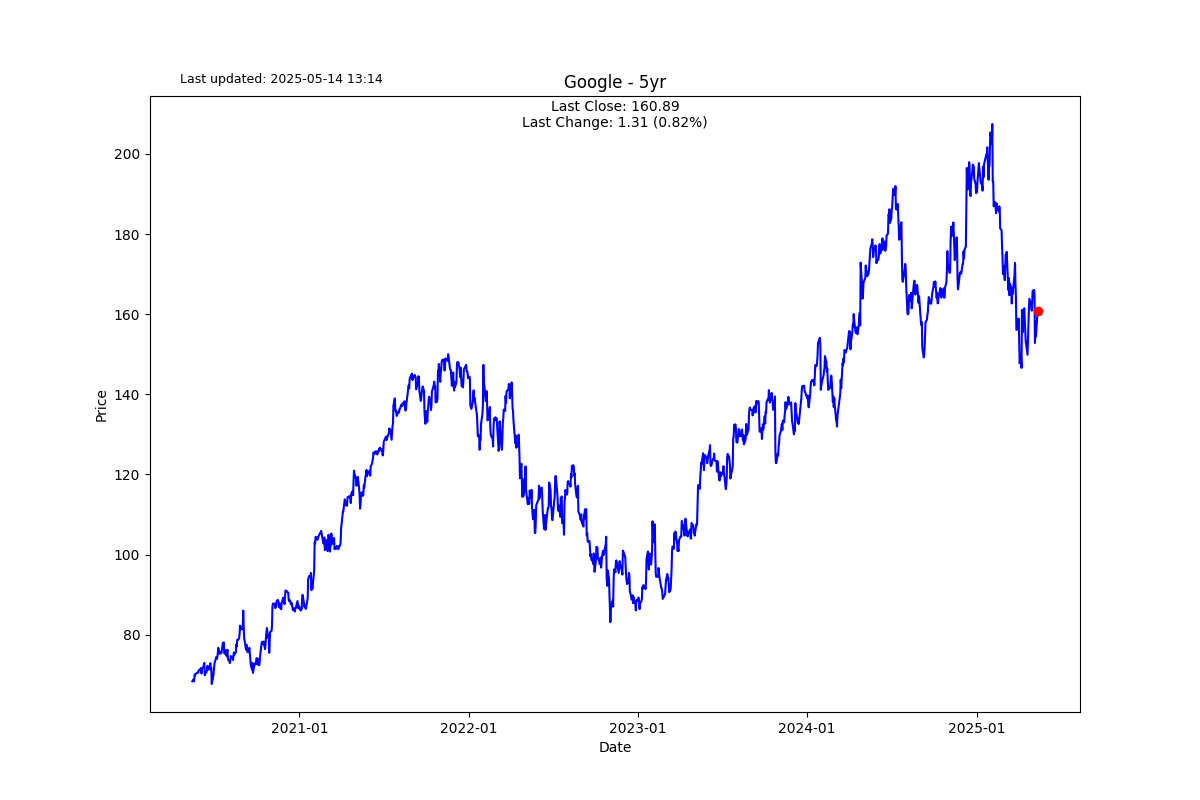 Last updated: 2025-05-14 13:14
Google - 5yr
Last Close: 160.89
Last Change: 1.31 (0.82%)
200
180
160
140
120
100
80
Price
2021-01
2022-01
2023-01
2024-01
2025-01
Date